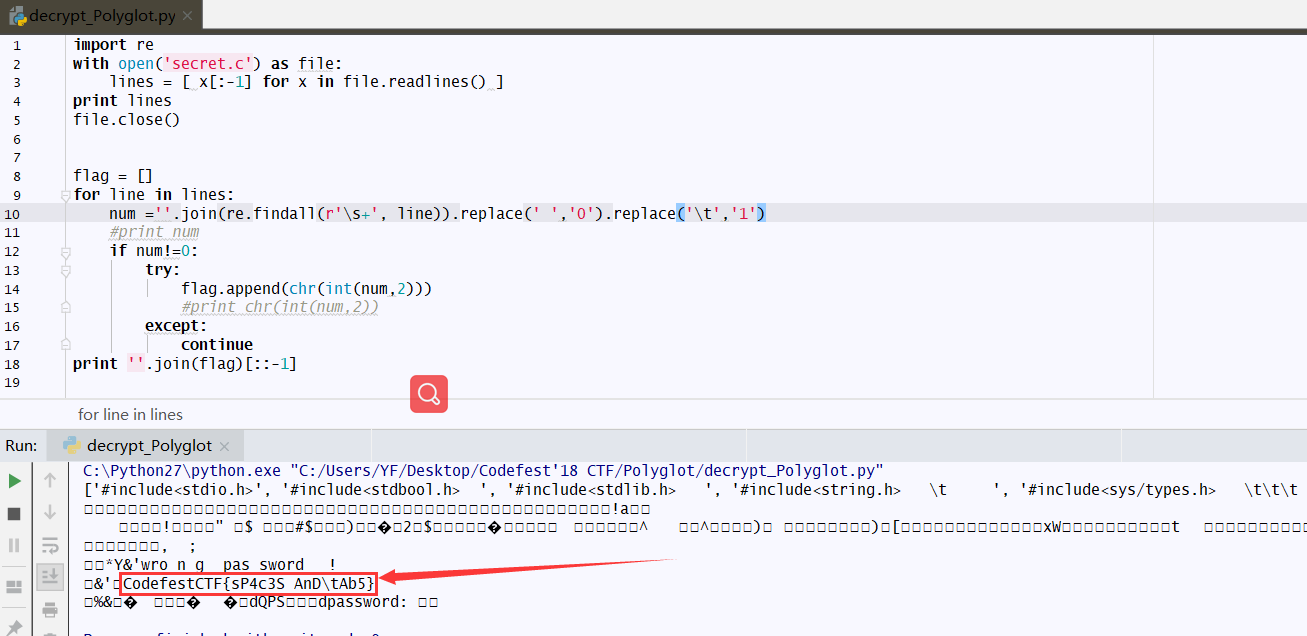 decrypt_Polyglot.py ×
1 import re
2 with open('secret.c') as file:
3 lines = [ x[:-1] for x in file.readlines() ]
4 print lines
5 file.close()
6
7
8 flag = []
9 for line in lines:
10 num =''.join(re.findall(r'\s+', line)).replace(' ','0').replace('\t','1')
11 #print num
12 if num!=0:
13 try:
14 flag.append(chr(int(num,2)))
15 #print chr(int(num,2))
16 except:
17 continue
18 print ''.join(flag)[::-1]
19
for line in lines
Run: decrypt_Polyglot ×
C:\Python27\python.exe "C:/Users/YF/Desktop/Codefest'18 CTF/Polyglot/decrypt_Polyglot.py"
['#include<stdio.h>', '#include<stdbool.h>  ', '#include<stdlib.h>   ', '#include<string.h>   \t     ', '#include<sys/types.h>   \t\t\t
!a
!" $ #$) 2 $ ^ ^ ) )[ xW t
, ;
*Y&'wro n g  pas sword   !
&' CodefestCTF{sP4c3S AnD\tAb5}
%& dQPS dpassword: